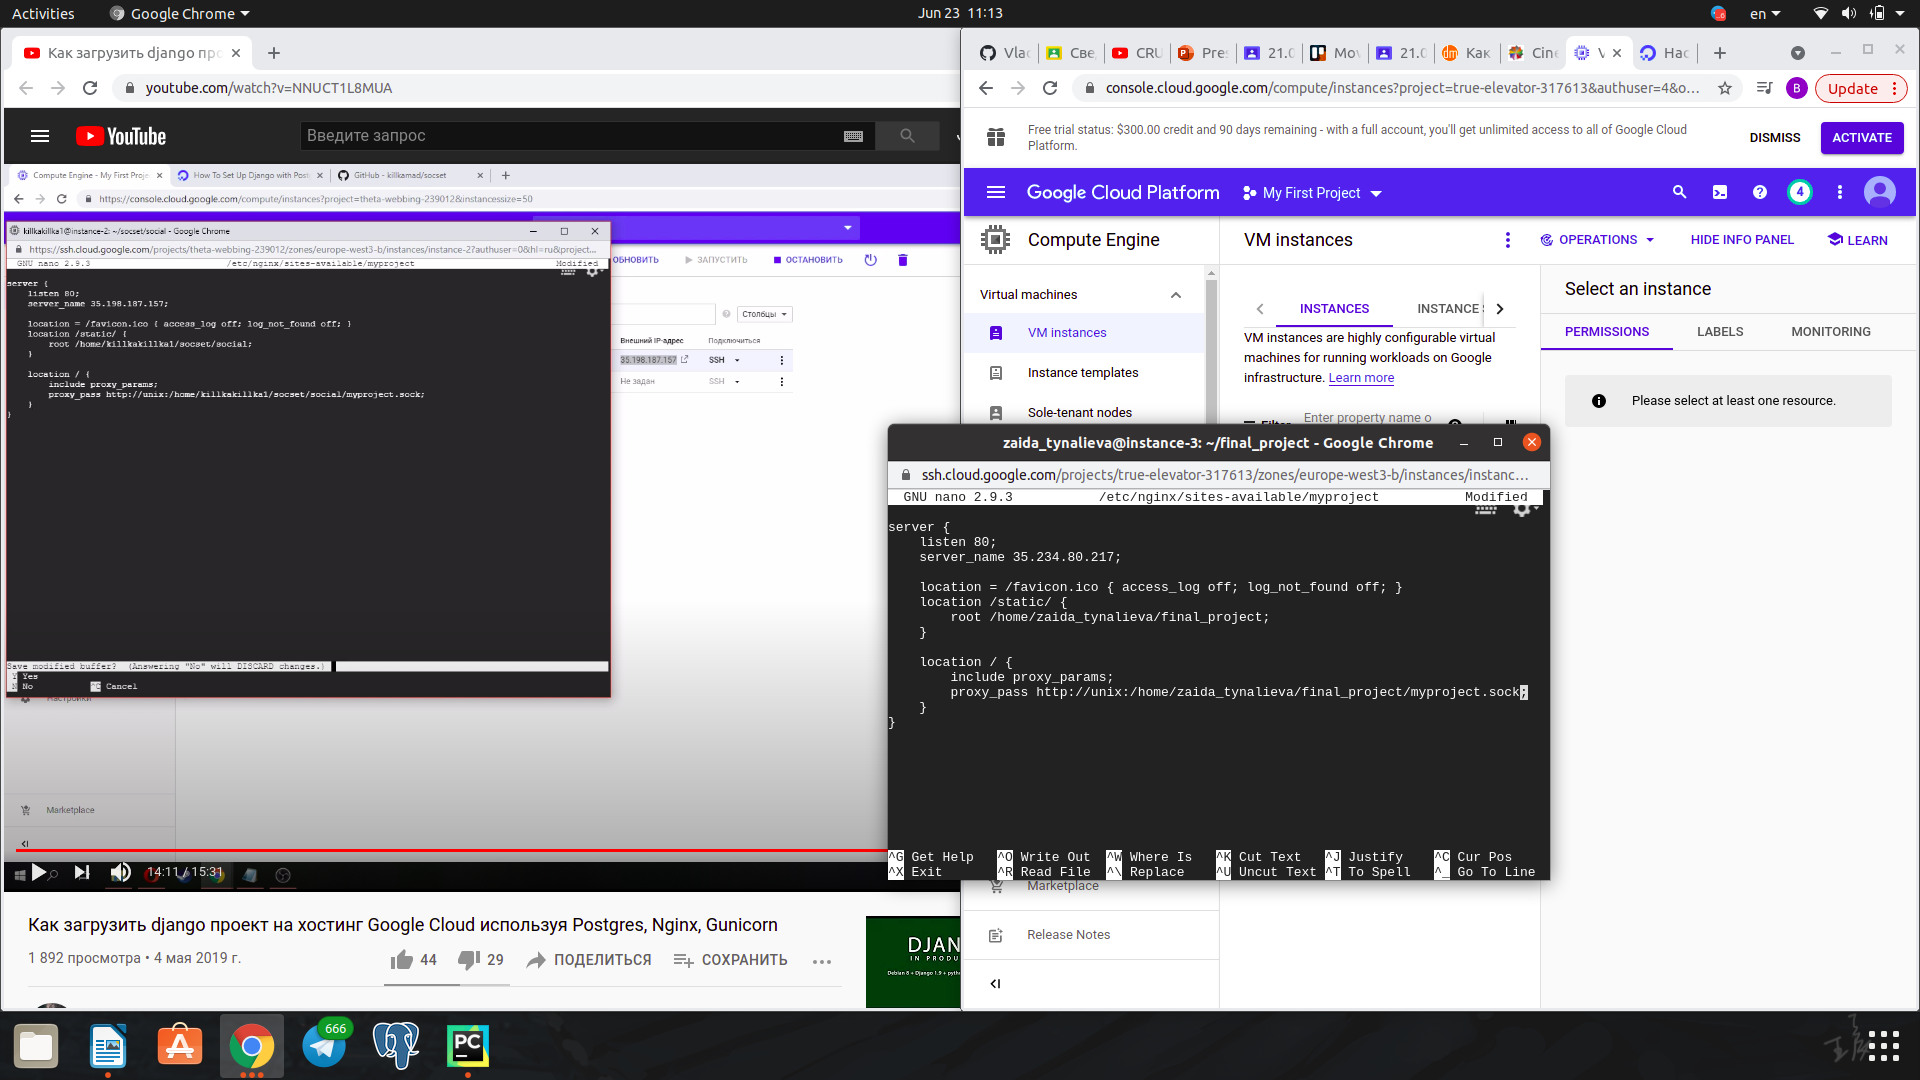 Activities
Google Chrome
Jun 23 11:13
en
Как загрузить django пр
youtube.com/watch?v=NNUCT1L8MUA
YouTube
Введите запрос
Compute Engine - My First Proje
How To Set Up Django with Post
GitHub - killkamad/socset
https://console.cloud.google.com/compute/instances?project=theta-webbing-239012&instancessize=50
killkakillka1@instance-2: ~/socset/social - Google Chrome
https://ssh.cloud.google.com/projects/theta-webbing-239012/zones/europe-west3-b/instances/instance-2?authuser=0&hl=ru&project...
GNU nano 2.9.3 /etc/nginx/sites-available/myproject Modified
server {
listen 80;
server_name 35.198.187.157;
location = /favicon.ico { access_log off; log_not_found off; }
location /static/ {
root /home/killkakillka1/socset/social;
}
location / {
include proxy_params;
proxy_pass http://unix:/home/killkakillka1/socset/social/myproject.sock;
}
}
Save modified buffer? (Answering "No" will DISCARD changes.)
Y Yes
N No ^C Cancel
ОБНОВИТЬ
ЗАПУСТИТЬ
ОСТАНОВИТЬ
Столбцы
Внешний IP-адрес
Подключиться
35.198.187.157
SSH
Не задан
SSH
Настройки
Marketplace
14:11 / 15:31
Как загрузить django проект на хостинг Google Cloud используя Postgres, Nginx, Gunicorn
1 892 просмотра • 4 мая 2019 г.
44
29
ПОДЕЛИТЬСЯ
СОХРАНИТЬ
DJAN
IN PRODU
Debian 8 + Django 1.9 + pyth
Vlac
Све
CRU
Pre
21.0
Mov
21.0
Как
Cine
V
Нас
console.cloud.google.com/compute/instances?project=true-elevator-317613&authuser=4&o...
B
Update
Free trial status: $300.00 credit and 90 days remaining - with a full account, you'll get unlimited access to all of Google Cloud
Platform.
DISMISS
ACTIVATE
Google Cloud Platform
My First Project
4
Compute Engine
VM instances
OPERATIONS
HIDE INFO PANEL
LEARN
Virtual machines
VM instances
Instance templates
Sole-tenant nodes
INSTANCES
INSTANCE S
VM instances are highly configurable virtual
machines for running workloads on Google
infrastructure. Learn more
Filter
Enter property name o
Select an instance
PERMISSIONS
LABELS
MONITORING
Please select at least one resource.
zaida_tynalieva@instance-3: ~/final_project - Google Chrome
ssh.cloud.google.com/projects/true-elevator-317613/zones/europe-west3-b/instances/instanc...
GNU nano 2.9.3 /etc/nginx/sites-available/myproject Modified
server {
listen 80;
server_name 35.234.80.217;
location = /favicon.ico { access_log off; log_not_found off; }
location /static/ {
root /home/zaida_tynalieva/final_project;
}
location / {
include proxy_params;
proxy_pass http://unix:/home/zaida_tynalieva/final_project/myproject.sock;
}
}
^G Get Help ^O Write Out ^W Where Is ^K Cut Text ^J Justify ^C Cur Pos
^X Exit ^R Read File ^\ Replace ^U Uncut Text ^T To Spell ^_ Go To Line
Marketplace
Release Notes
666
PC